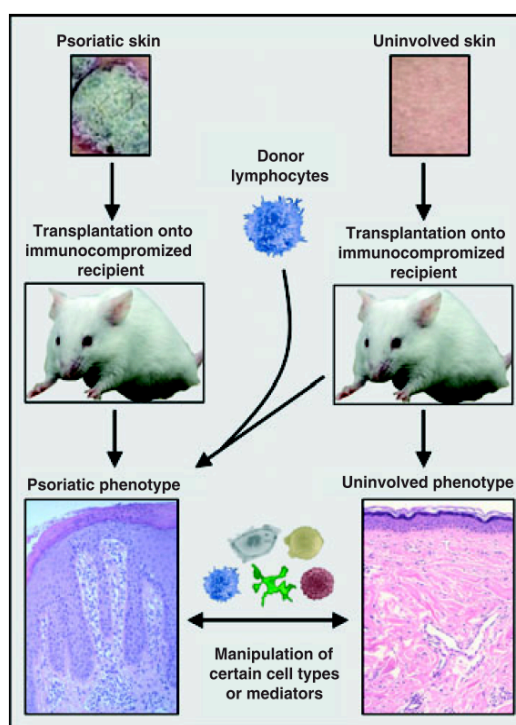 Psoriatic skin
Uninvolved skin
Donor
lymphocytes
Transplantation onto
immunocompromized
recipient
Transplantation onto
immunocompromized
recipient
Psoriatic phenotype
Uninvolved phenotype
Manipulation of
certain cell types
or mediators